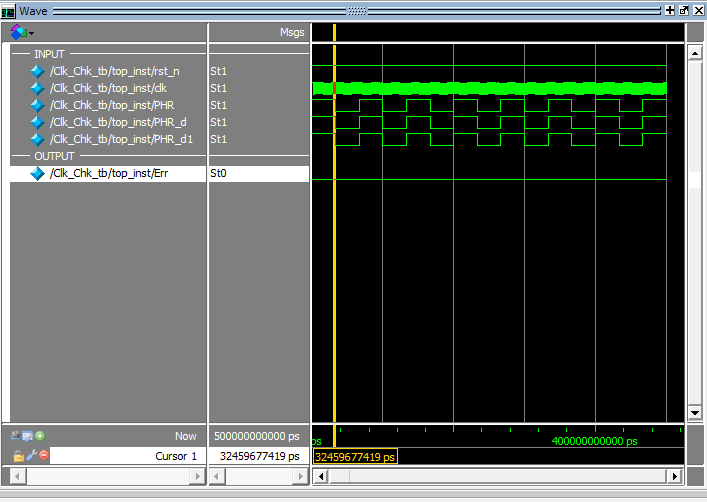 Wave
Msgs
INPUT
/Clk_Chk_tb/top_inst/rst_n St1
/Clk_Chk_tb/top_inst/clk St1
/Clk_Chk_tb/top_inst/PHR St1
/Clk_Chk_tb/top_inst/PHR_d St1
/Clk_Chk_tb/top_inst/PHR_d1 St1
OUTPUT
/Clk_Chk_tb/top_inst/Err St0
Now 500000000000 ps ps 400000000000 ps
Cursor 1 32459677419 ps 32459677419 ps